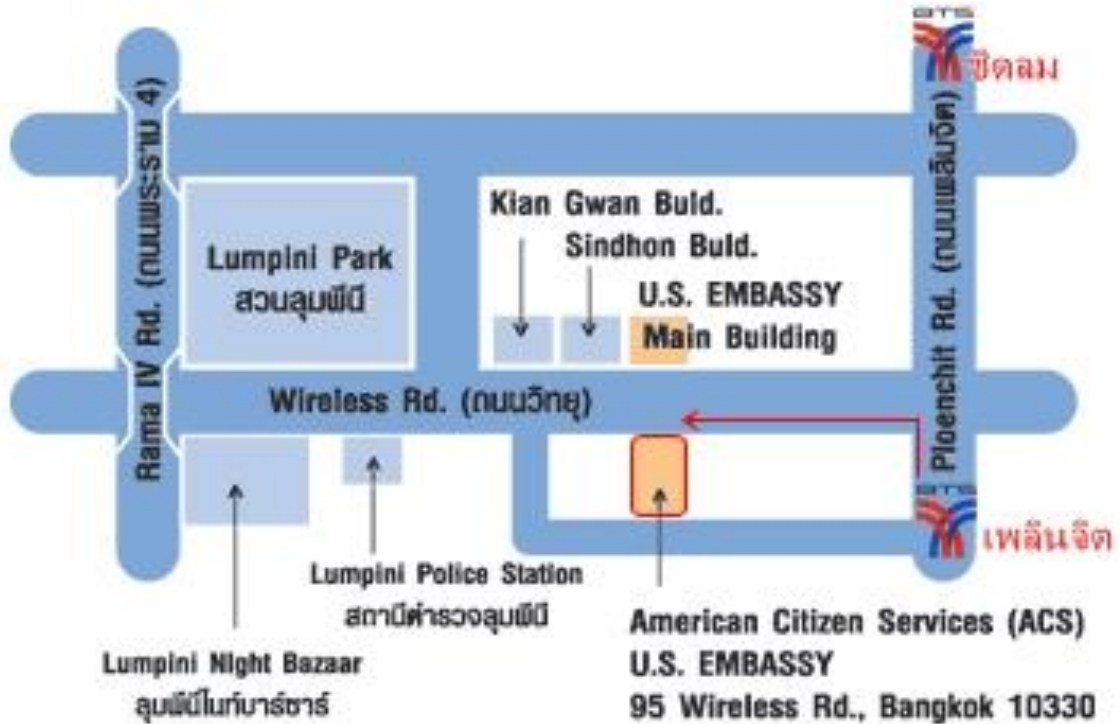 BTS
ชิดลม
Rama IV Rd. (ถนนพระราม 4)
Ploenchit Rd. (ถนนเพลินจิต)
Kian Gwan Buld.
Sindhon Buld.
Lumpini Park
สวนลุมพีนี
U.S. EMBASSY
Main Building
Wireless Rd. (ถนนวิทยุ)
BTS
เพลินจิต
Lumpini Police Station
สถานีตำรวจลุมพีนี
American Citizen Services (ACS)
U.S. EMBASSY
95 Wireless Rd., Bangkok 10330
Lumpini Night Bazaar
ลุมพีนีไนท์บาร์ซาร์